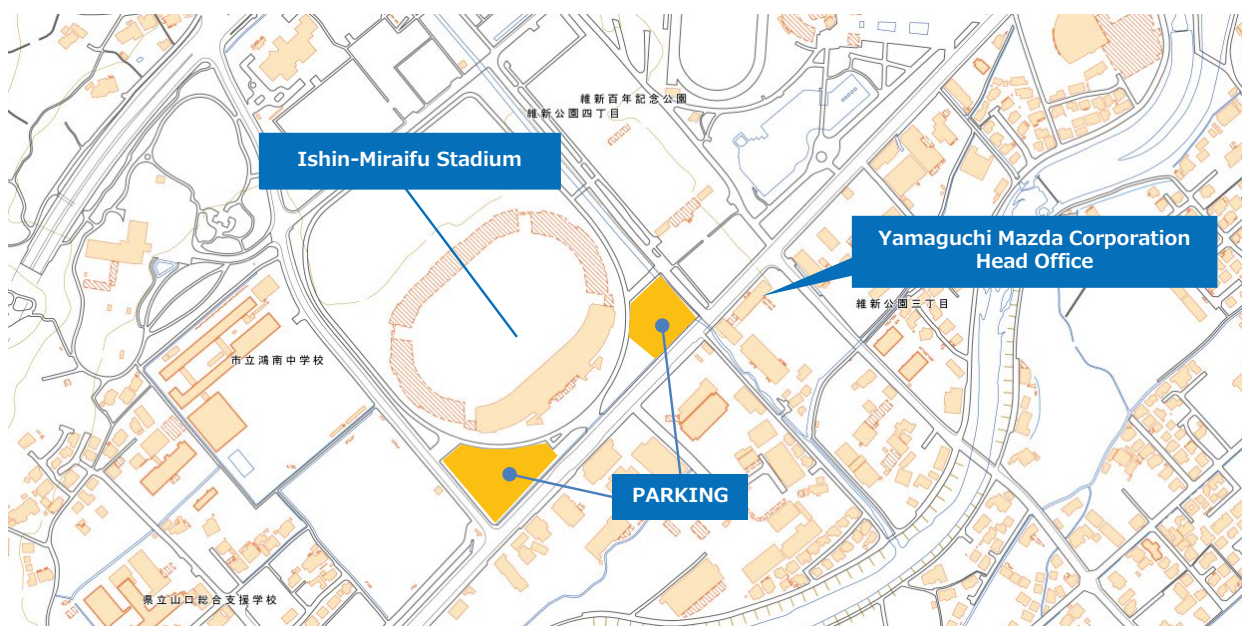 維新百年記念公園
維新公園四丁目
Ishin-Miraifu Stadium
Yamaguchi Mazda Corporation
Head Office
維新公園三丁目
市立鴻南中学校
PARKING
県立山口総合支援学校